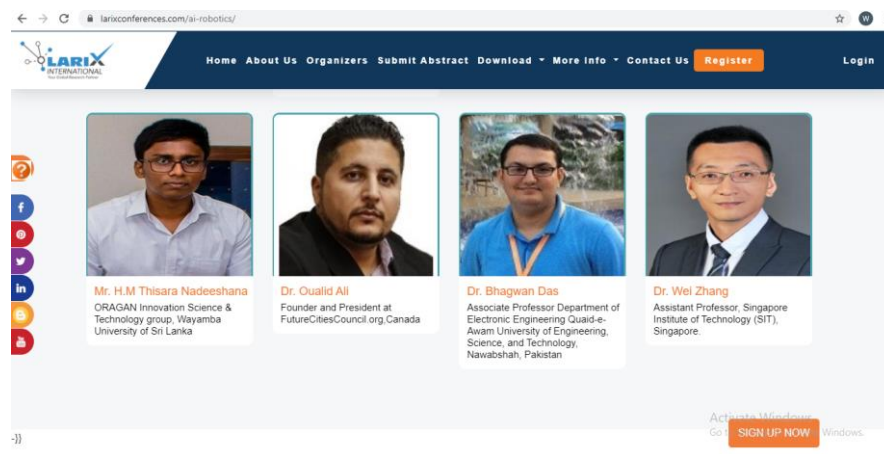 larixconferences.com/ai-robotics/
W
LARIX
INTERNATIONAL
Home About Us Organizers Submit Abstract Download More Info Contact Us Register Login
Mr. H.M Thisara Nadeeshana
ORAGAN Innovation Science &
Technology group, Wayamba
University of Sri Lanka
Dr. Oualid Ali
Founder and President at
FutureCitiesCouncil.org,Canada
Dr. Bhagwan Das
Associate Professor Department of
Electronic Engineering Quaid-e-
Awam University of Engineering,
Science, and Technology,
Nawabshah, Pakistan
Dr. Wei Zhang
Assistant Professor, Singapore
Institute of Technology (SIT),
Singapore.
Activate Windows
Go t
SIGN UP NOW
Windows.
-}}